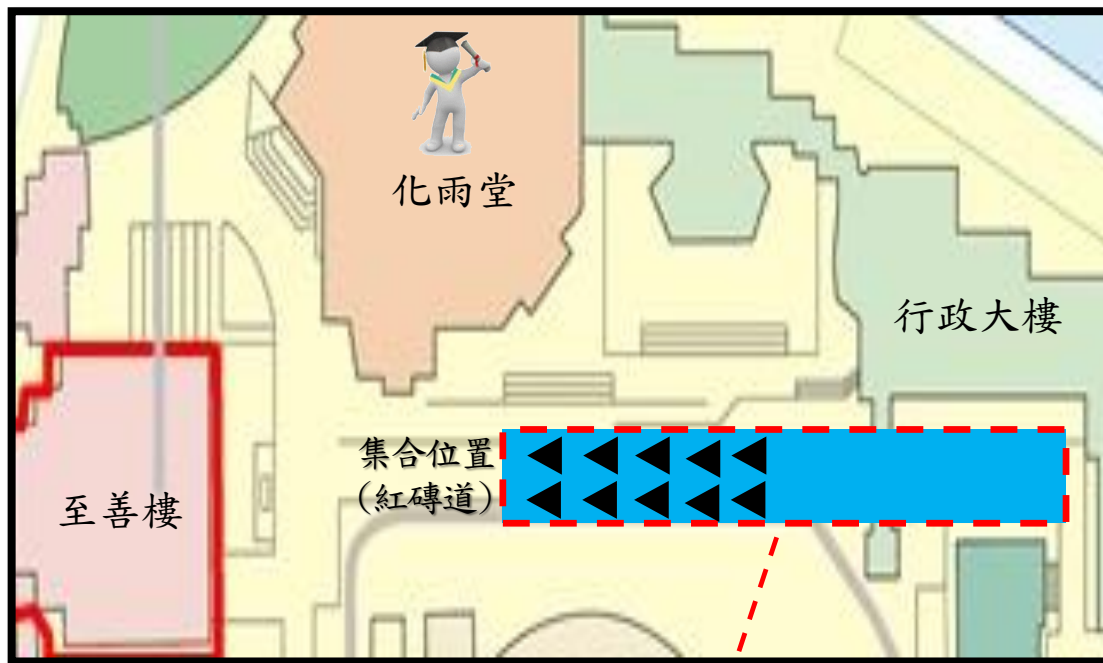 化雨堂
行政大樓
集合位置
(紅磚道)
至善樓